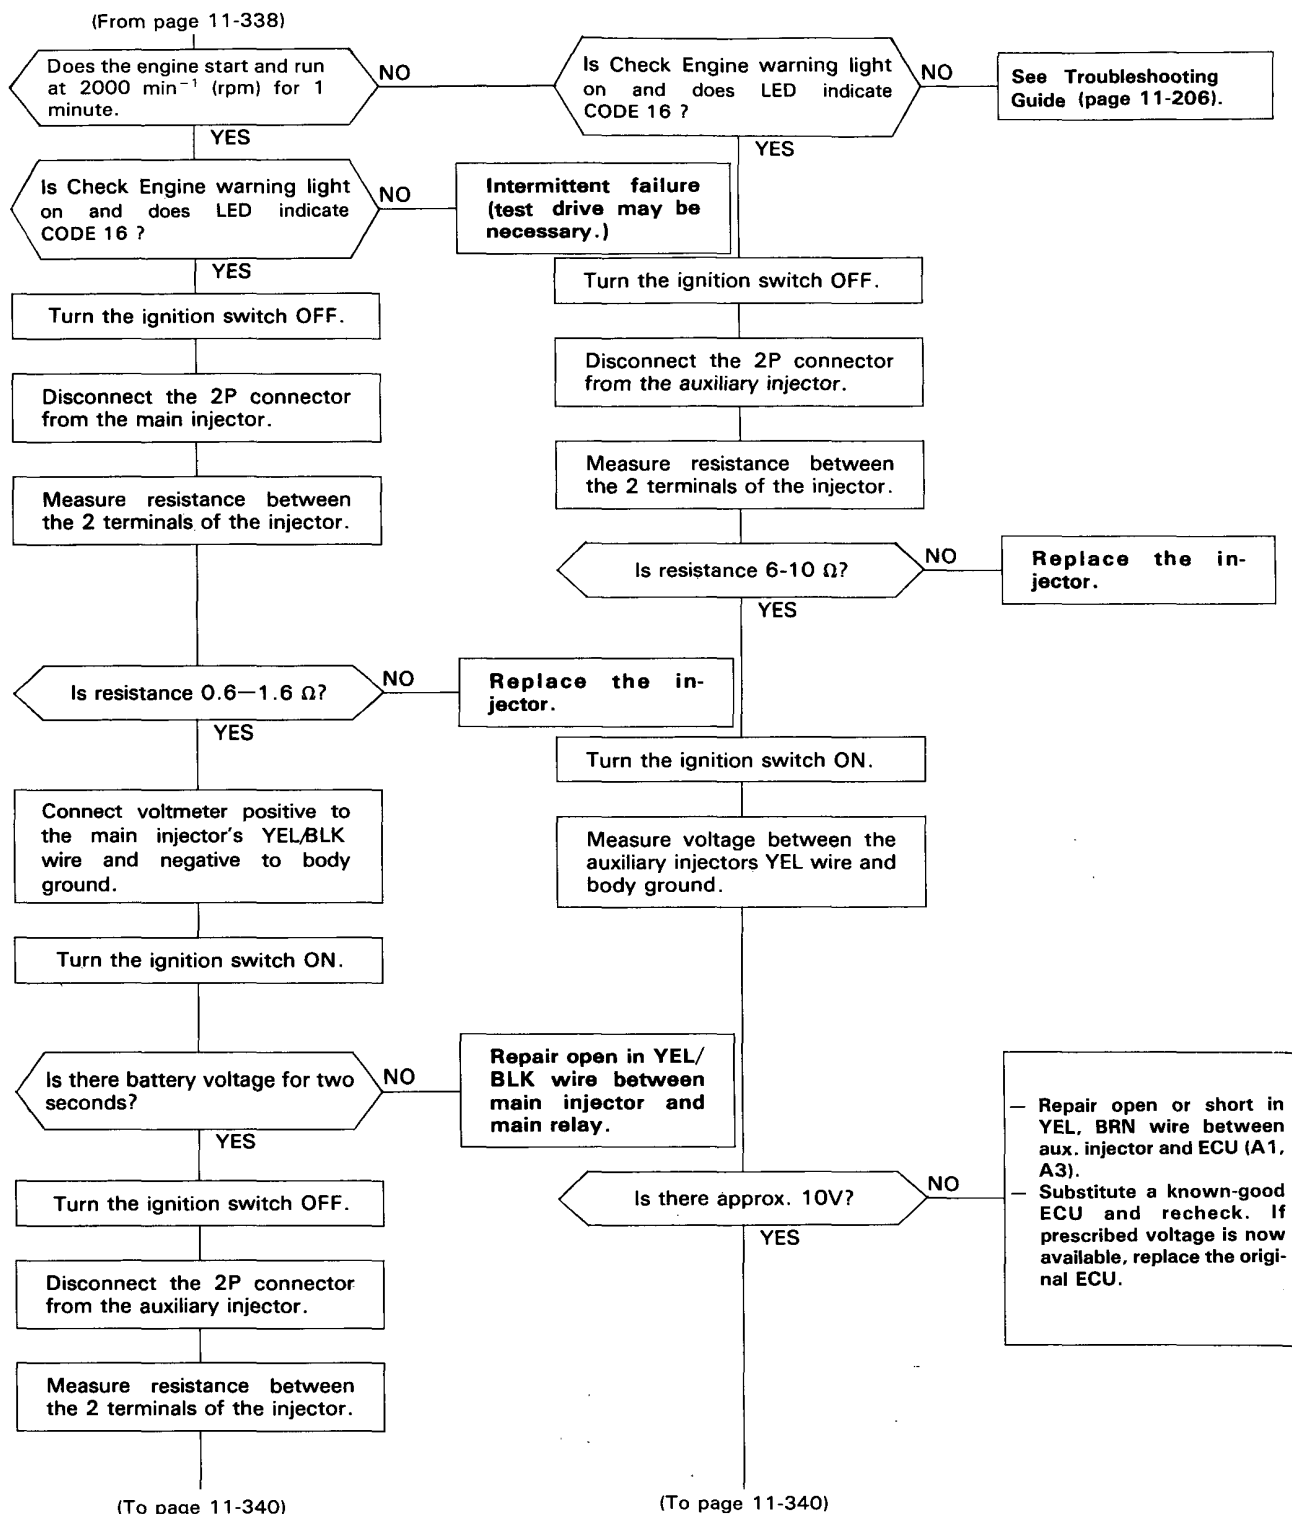 (From page 11-338)
Does the engine start and run
at 2000 min⁻¹ (rpm) for 1
minute.
NO
YES
Is Check Engine warning light
on and does LED indicate
CODE 16 ?
NO
YES
See Troubleshooting
Guide (page 11-206).
Is Check Engine warning light
on and does LED indicate
CODE 16 ?
NO
YES
Intermittent failure
(test drive may be
necessary.)
Turn the ignition switch OFF.
Disconnect the 2P connector
from the main injector.
Measure resistance between
the 2 terminals of the injector.
Is resistance 0.6—1.6 Ω?
NO
YES
Replace the in-
jector.
Connect voltmeter positive to
the main injector's YEL/BLK
wire and negative to body
ground.
Turn the ignition switch ON.
Is there battery voltage for two
seconds?
NO
YES
Repair open in YEL/
BLK wire between
main injector and
main relay.
Turn the ignition switch OFF.
Disconnect the 2P connector
from the auxiliary injector.
Measure resistance between
the 2 terminals of the injector.
(To page 11-340)
Turn the ignition switch OFF.
Disconnect the 2P connector
from the auxiliary injector.
Measure resistance between
the 2 terminals of the injector.
Is resistance 6-10 Ω?
NO
YES
Replace the in-
jector.
Turn the ignition switch ON.
Measure voltage between the
auxiliary injectors YEL wire and
body ground.
Is there approx. 10V?
NO
YES
— Repair open or short in
YEL, BRN wire between
aux. injector and ECU (A1,
A3).
— Substitute a known-good
ECU and recheck. If
prescribed voltage is now
available, replace the origi-
nal ECU.
(To page 11-340)